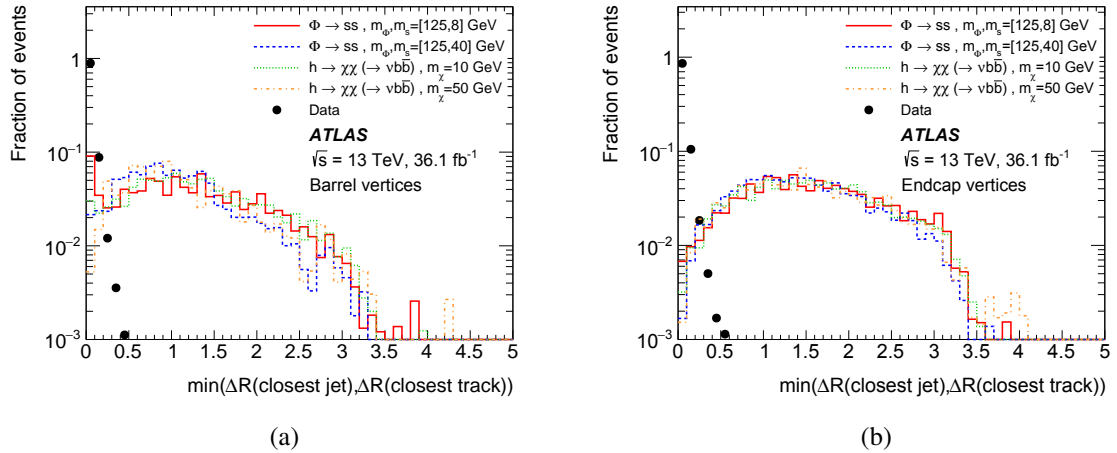 Fraction of events
1
10⁻¹
10⁻²
10⁻³
Φ → ss , m_Φ,m_s=[125,8] GeV
Φ → ss , m_Φ,m_s=[125,40] GeV
h → χχ (→ νbb̅) , m_χ=10 GeV
h → χχ (→ νbb̅) , m_χ=50 GeV
Data
ATLAS
√s = 13 TeV, 36.1 fb⁻¹
Barrel vertices
0 0.5 1 1.5 2 2.5 3 3.5 4 4.5 5
min(ΔR(closest jet),ΔR(closest track))
(a)
Fraction of events
1
10⁻¹
10⁻²
10⁻³
Φ → ss , m_Φ,m_s=[125,8] GeV
Φ → ss , m_Φ,m_s=[125,40] GeV
h → χχ (→ νbb̅) , m_χ=10 GeV
h → χχ (→ νbb̅) , m_χ=50 GeV
Data
ATLAS
√s = 13 TeV, 36.1 fb⁻¹
Endcap vertices
0 0.5 1 1.5 2 2.5 3 3.5 4 4.5 5
min(ΔR(closest jet),ΔR(closest track))
(b)